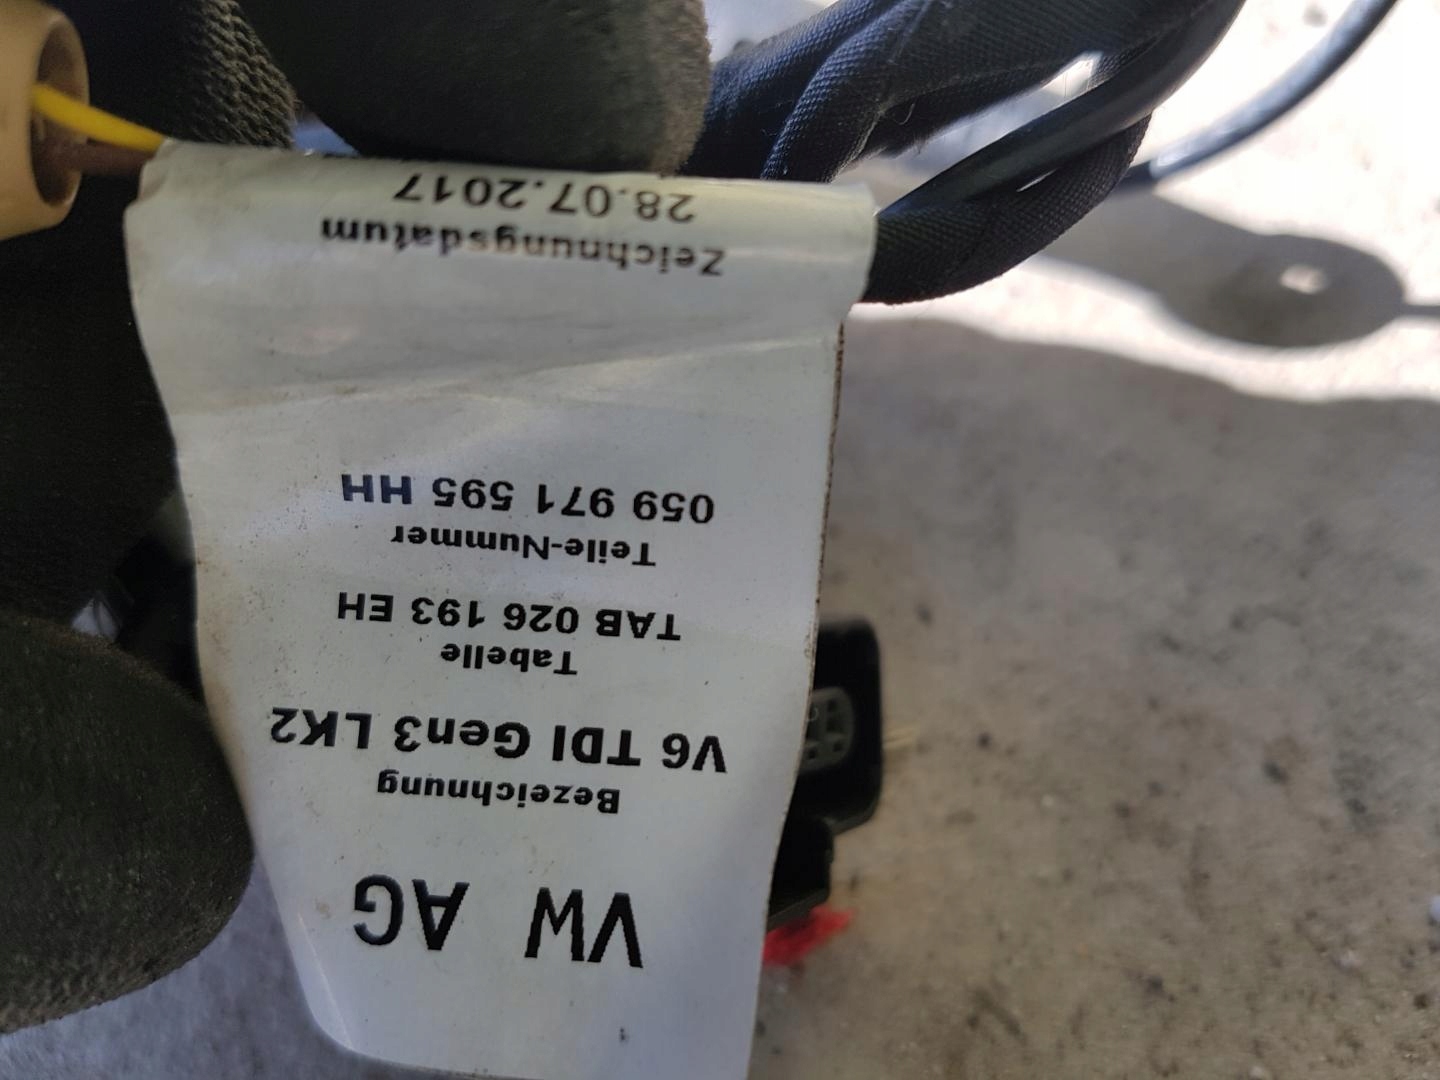 VW AG
Bezeichnung
V6 TDI Gen3 LK2
Tabelle
TAB 026 193 EH
Teile-Nummer
059 971 595 HH
Zeichnungsdatum
28.07.2017